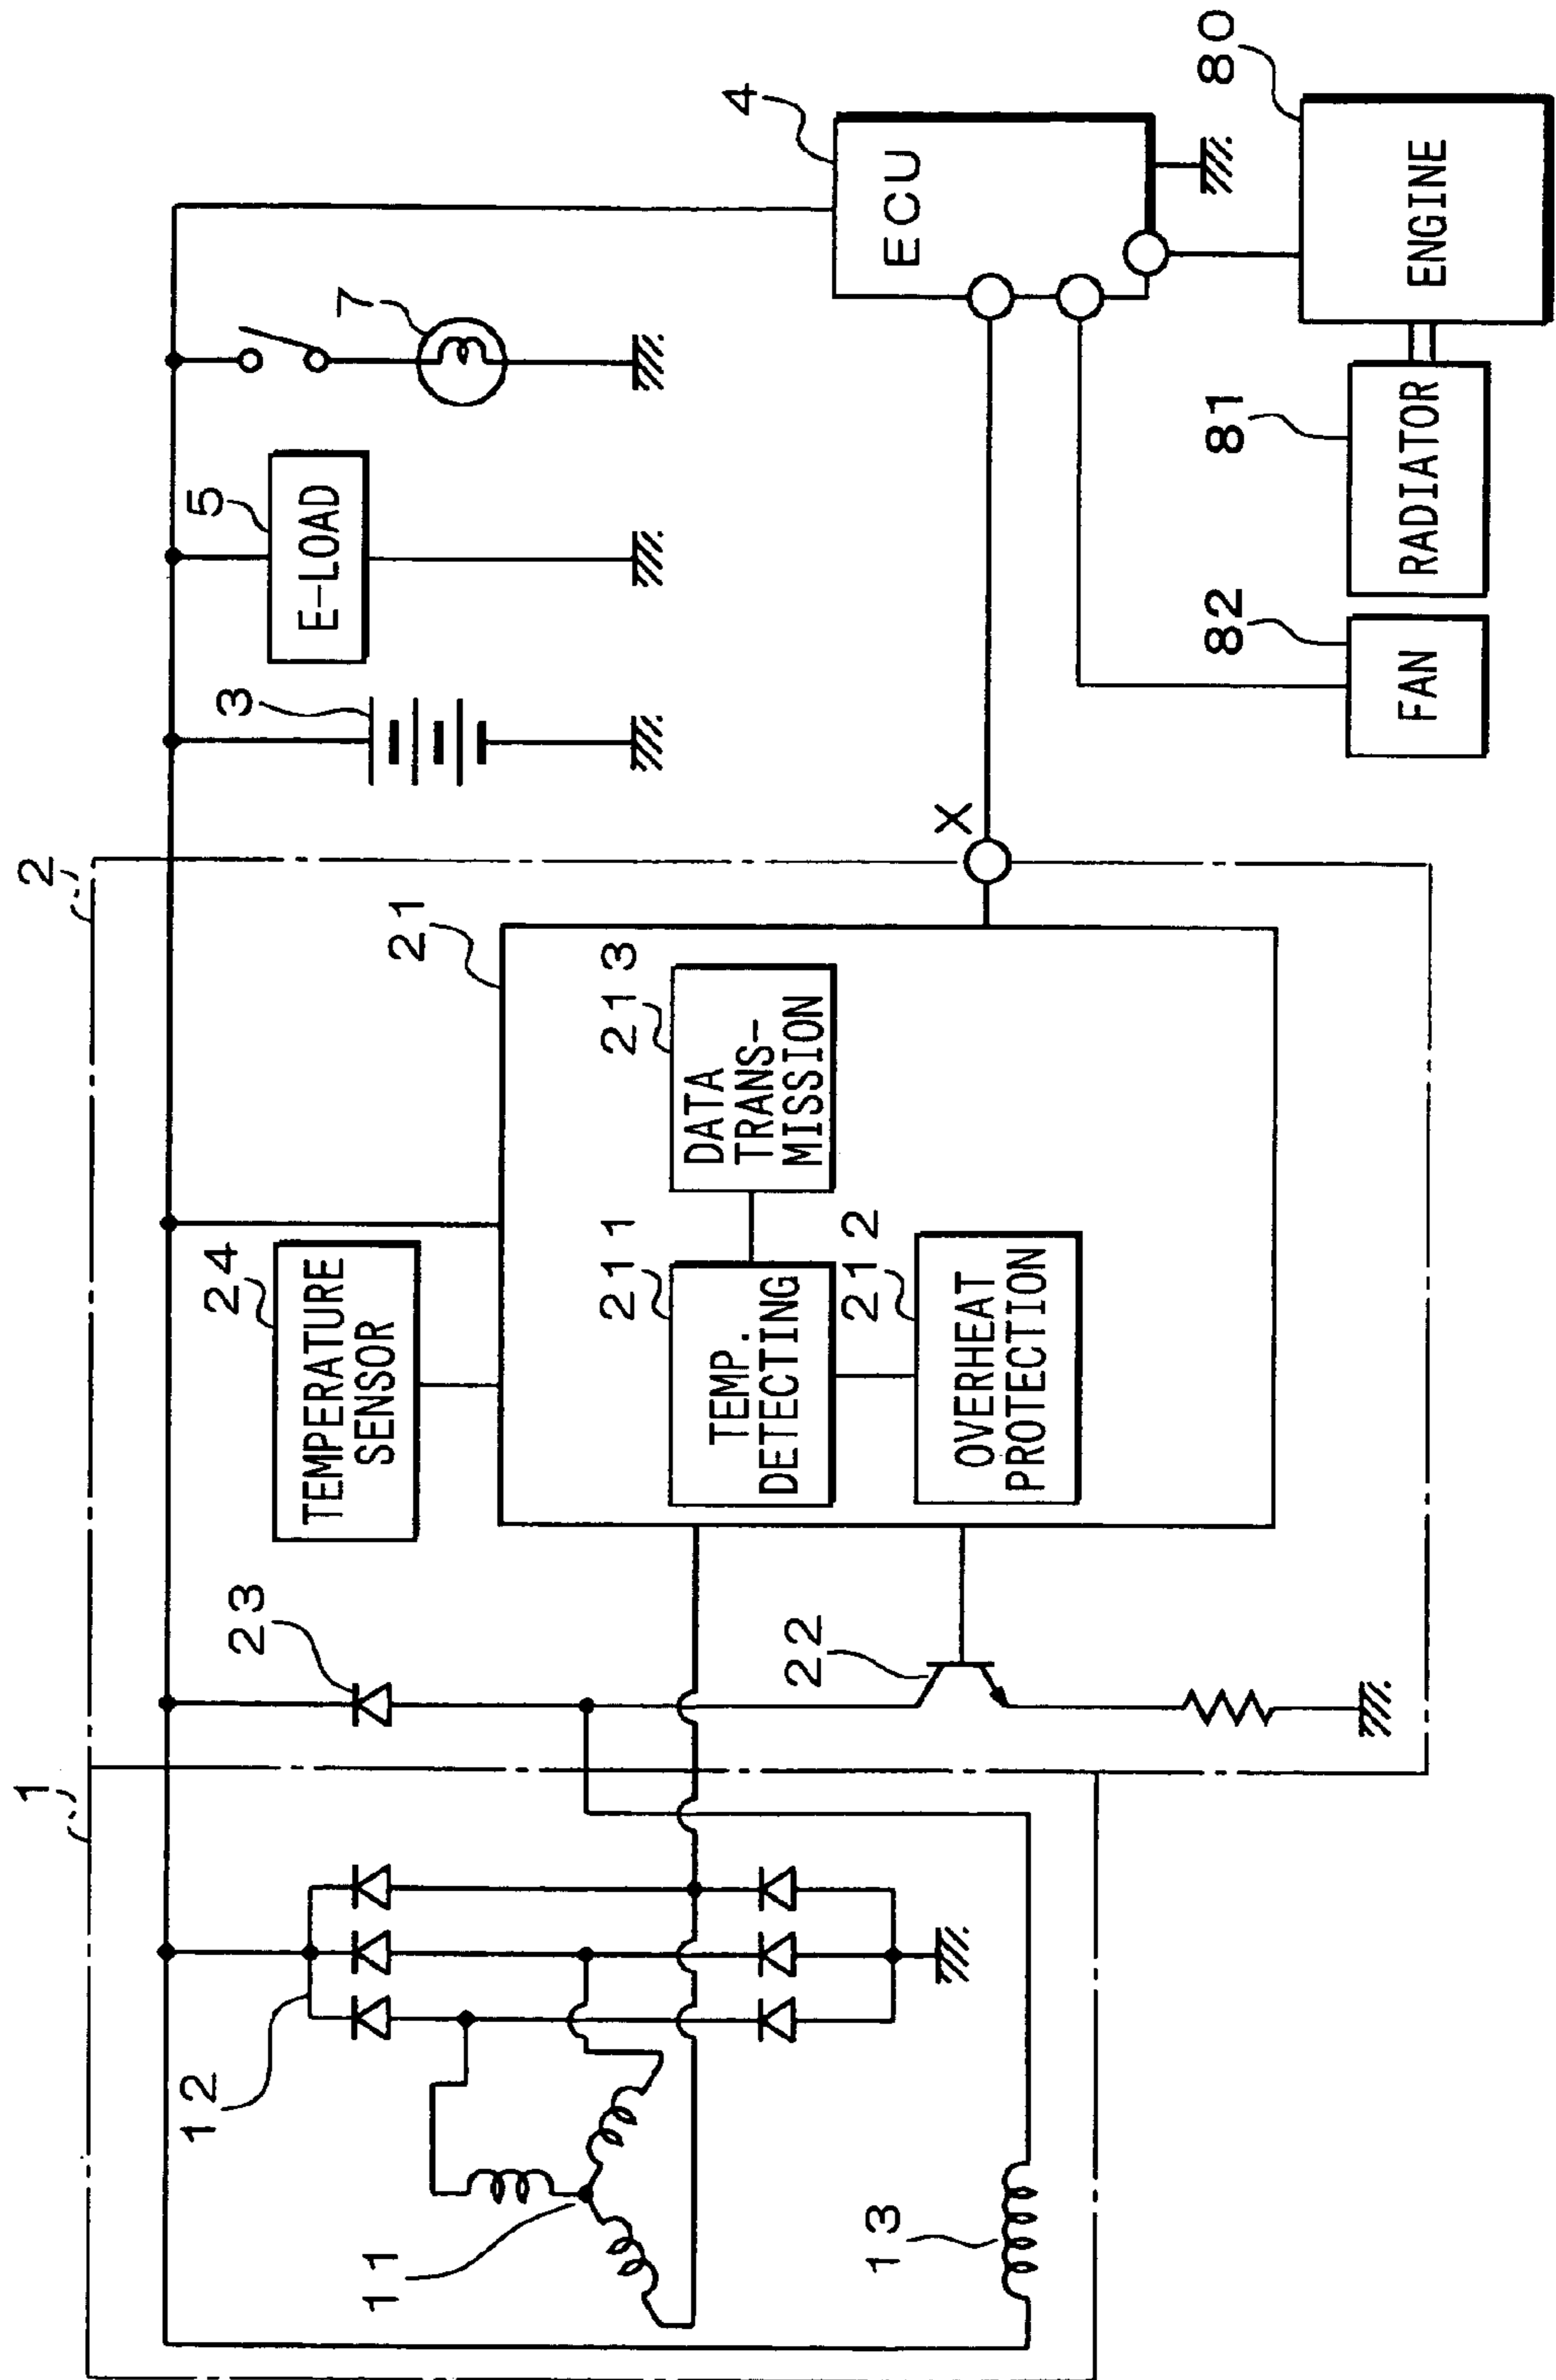 1
2
12
23
24
3
5
7
TEMPERATURE
SENSOR
E-LOAD
11
21
211
213
TEMP.
DETECTING
DATA
TRANS-
MISSION
4
22
212
13
ECU
X
OVERHEAT
PROTECTION
82
81
80
FAN
RADIATOR
ENGINE